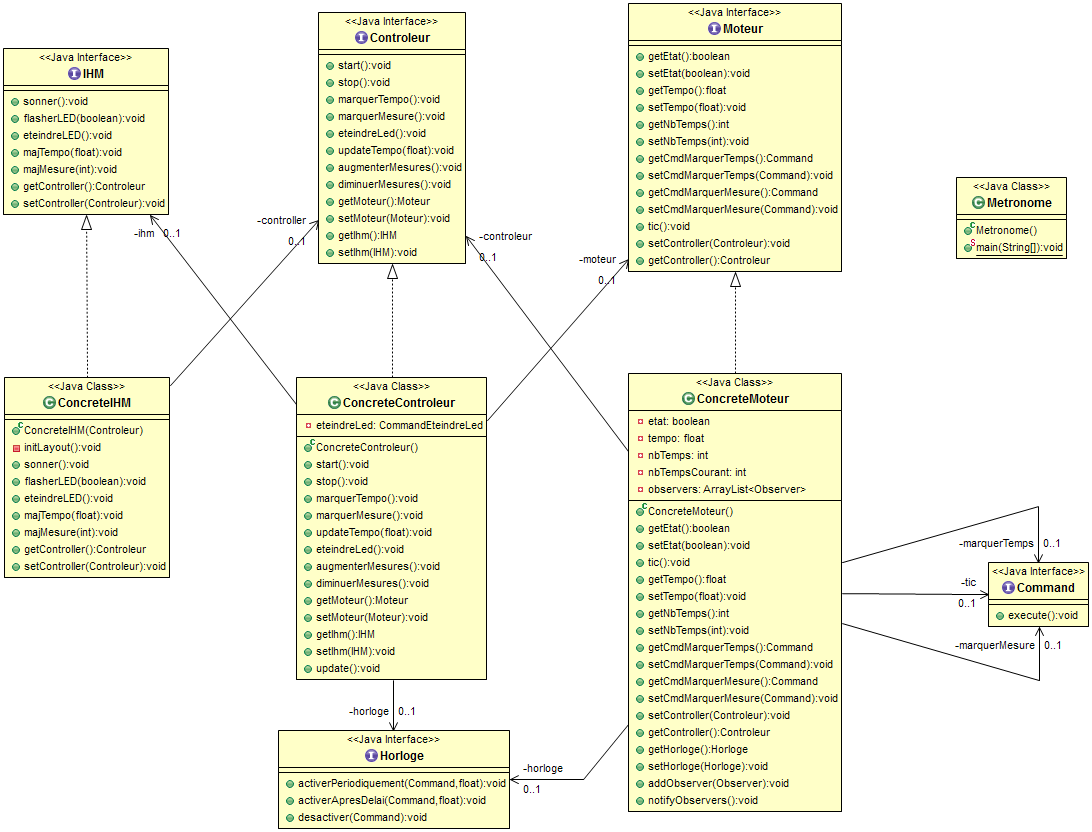 <<Java Interface>>
IHM
sonner():void
flasherLED(boolean):void
eteindreLED():void
majTempo(float):void
majMesure(int):void
getController():Controleur
setController(Controleur):void
<<Java Interface>>
Controleur
start():void
stop():void
marquerTempo():void
marquerMesure():void
eteindreLed():void
updateTempo(float):void
augmenterMesures():void
diminuerMesures():void
getMoteur():Moteur
setMoteur(Moteur):void
getIhm():IHM
setIhm(IHM):void
<<Java Interface>>
Moteur
getEtat():boolean
setEtat(boolean):void
getTempo():float
setTempo(float):void
getNbTemps():int
setNbTemps(int):void
getCmdMarquerTemps():Command
setCmdMarquerTemps(Command):void
getCmdMarquerMesure():Command
setCmdMarquerMesure(Command):void
tic():void
setController(Controleur):void
getController():Controleur
<<Java Class>>
Metronome
Metronome()
main(String[]):void
-ihm 0..1
-controller
0..1
-controleur
0..1
-moteur
0..1
<<Java Class>>
ConcreteIHM
ConcreteIHM(Controleur)
initLayout():void
sonner():void
flasherLED(boolean):void
eteindreLED():void
majTempo(float):void
majMesure(int):void
getController():Controleur
setController(Controleur):void
<<Java Class>>
ConcreteControleur
eteindreLed: CommandEteindreLed
ConcreteControleur()
start():void
stop():void
marquerTempo():void
marquerMesure():void
updateTempo(float):void
eteindreLed():void
augmenterMesures():void
diminuerMesures():void
getMoteur():Moteur
setMoteur(Moteur):void
getIhm():IHM
setIhm(IHM):void
update():void
<<Java Class>>
ConcreteMoteur
etat: boolean
tempo: float
nbTemps: int
nbTempsCourant: int
observers: ArrayList<Observer>
ConcreteMoteur()
getEtat():boolean
setEtat(boolean):void
tic():void
getTempo():float
setTempo(float):void
getNbTemps():int
setNbTemps(int):void
getCmdMarquerTemps():Command
setCmdMarquerTemps(Command):void
getCmdMarquerMesure():Command
setCmdMarquerMesure(Command):void
setController(Controleur):void
getController():Controleur
getHorloge():Horloge
setHorloge(Horloge):void
addObserver(Observer):void
notifyObservers():void
-marquerTemps 0..1
-tic
0..1
-marquerMesure 0..1
<<Java Interface>>
Command
execute():void
-horloge 0..1
<<Java Interface>>
Horloge
activerPeriodiquement(Command,float):void
activerApresDelai(Command,float):void
desactiver(Command):void
-horloge
0..1